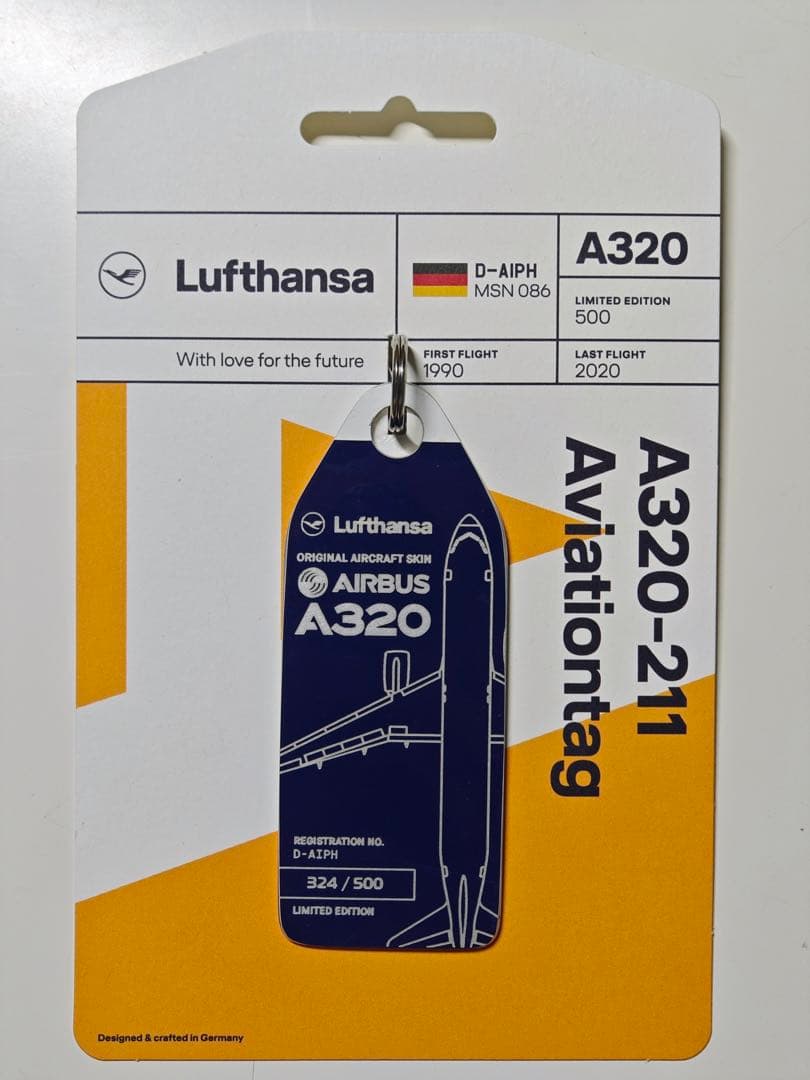 Lufthansa
D-AIPH
MSN 086
A320
LIMITED EDITION
500
With love for the future
FIRST FLIGHT
1990
LAST FLIGHT
2020
A320-211
Aviationtag
Lufthansa
ORIGINAL AIRCRAFT SKIN
AIRBUS
A320
REGISTRATION NO.
D-AIPH
324 / 500
LIMITED EDITION
Designed & crafted in Germany